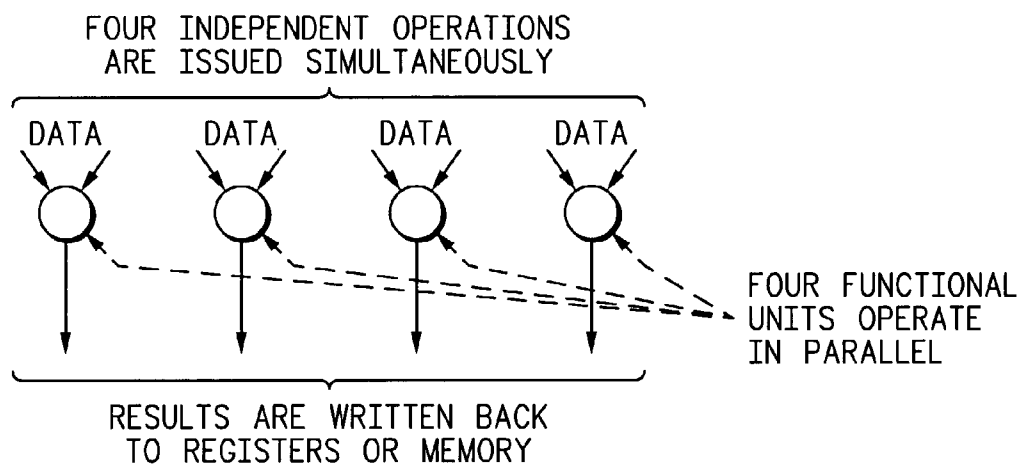 FOUR INDEPENDENT OPERATIONS
ARE ISSUED SIMULTANEOUSLY
DATA
DATA
DATA
DATA
FOUR FUNCTIONAL
UNITS OPERATE
IN PARALLEL
RESULTS ARE WRITTEN BACK
TO REGISTERS OR MEMORY